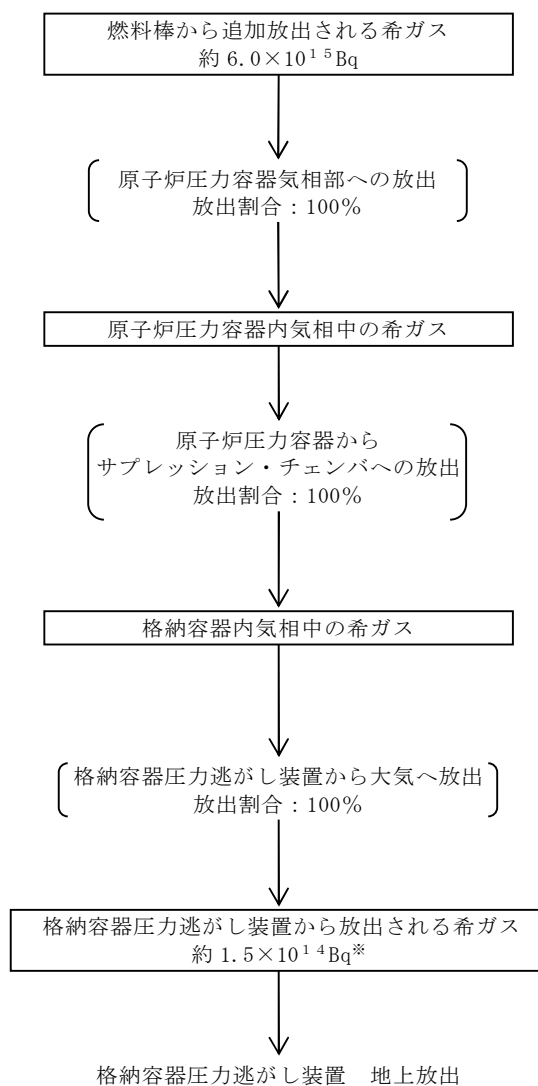 燃料棒から追加放出される希ガス
約 6.0×10¹⁵Bq
原子炉圧力容器気相部への放出
放出割合：100%
原子炉圧力容器内気相中の希ガス
原子炉圧力容器から
サプレッション・チェンバへの放出
放出割合：100%
格納容器内気相中の希ガス
格納容器圧力逃がし装置から大気へ放出
放出割合：100%
格納容器圧力逃がし装置から放出される希ガス
約 1.5×10¹⁴Bq※
格納容器圧力逃がし装置　地上放出